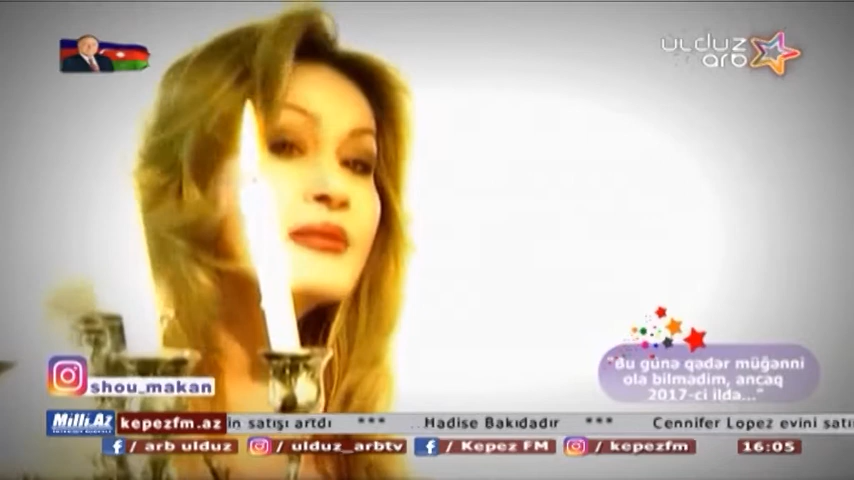 ulduz
arb
shou_makan
"Bu günə qədər müğənni
ola bilmədim, ancaq
2017-ci ildə..."
Milli.Az
kepezfm.az
in satışı artdı *** Hadisə Bakıdadır *** Cennifer Lopez evini satı
/ arb ulduz
/ ulduz_arbtv
/ Kepez FM
/ kepezfm
16:05